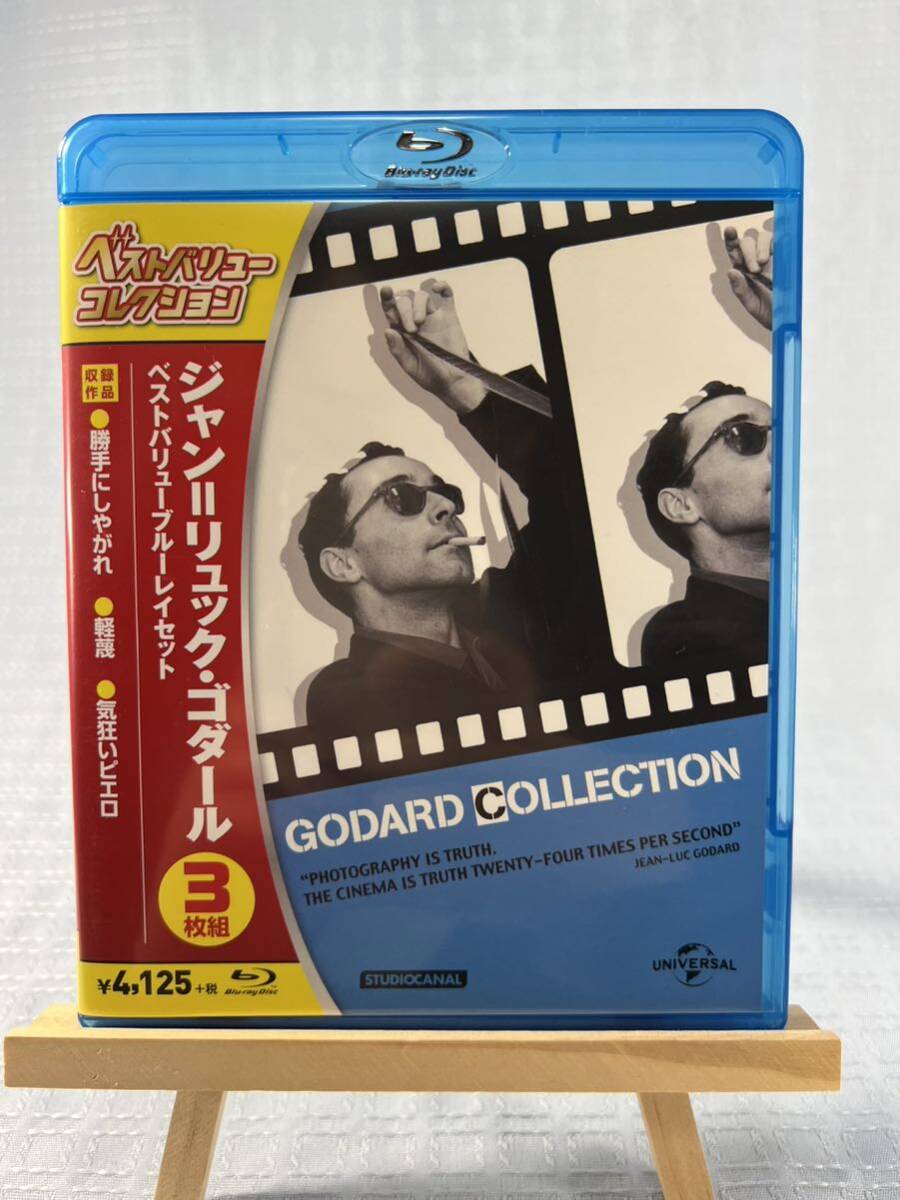 Blu-ray Disc
ベストバリュー
コレクション
収録
作品
●勝手にしやがれ ●軽蔑 ●気狂いピエロ
ジャン=リュック・ゴダール
ベストバリューブルーレイセット
3
枚組
¥4,125+税
Blu-ray Disc
GODARD COLLECTION
“PHOTOGRAPHY IS TRUTH.
THE CINEMA IS TRUTH TWENTY-FOUR TIMES PER SECOND”
JEAN-LUC GODARD
STUDIOCANAL
UNIVERSAL